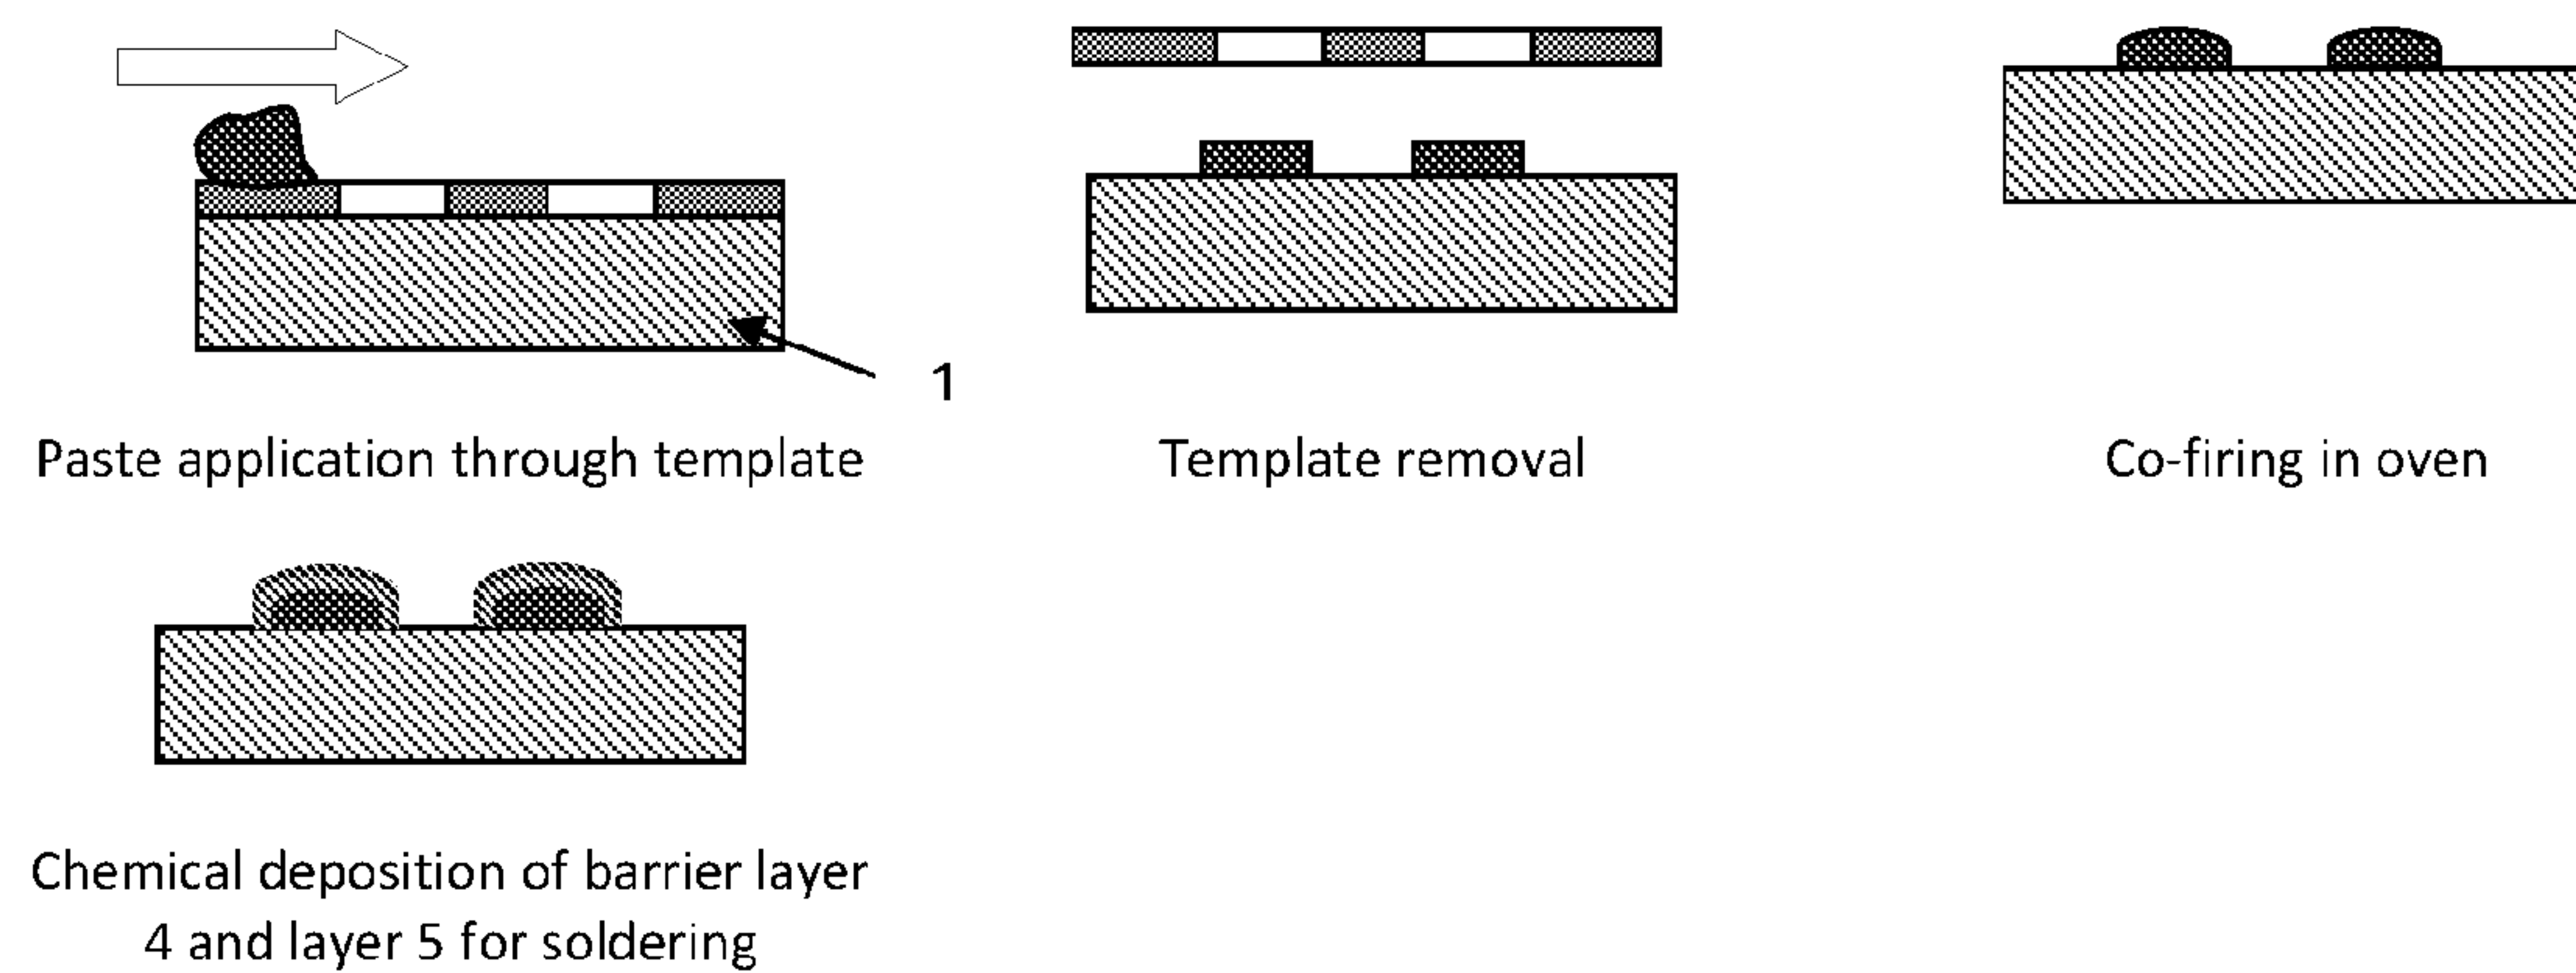 1
Paste application through template
Template removal
Co-firing in oven
Chemical deposition of barrier layer
4 and layer 5 for soldering